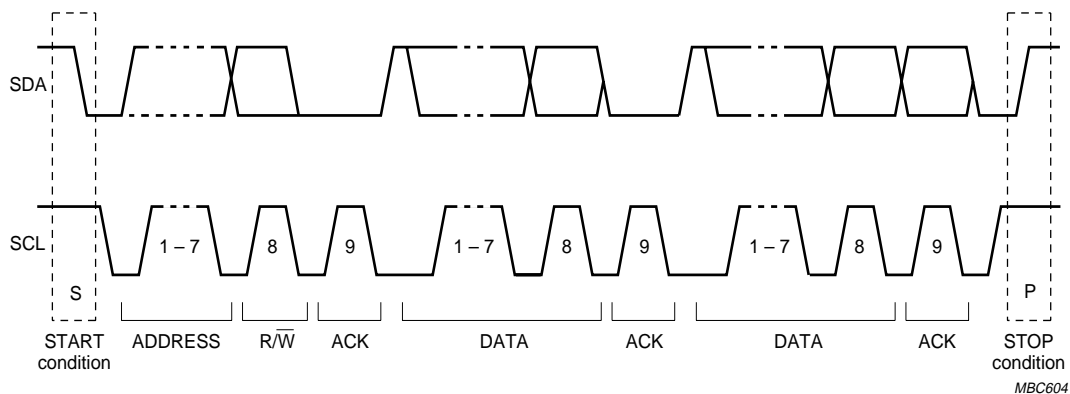 SDA
SCL
1 – 7
8
9
1 – 7
8
9
1 – 7
8
9
S
P
START
condition
ADDRESS
R/W̅
ACK
DATA
ACK
DATA
ACK
STOP
condition
MBC604